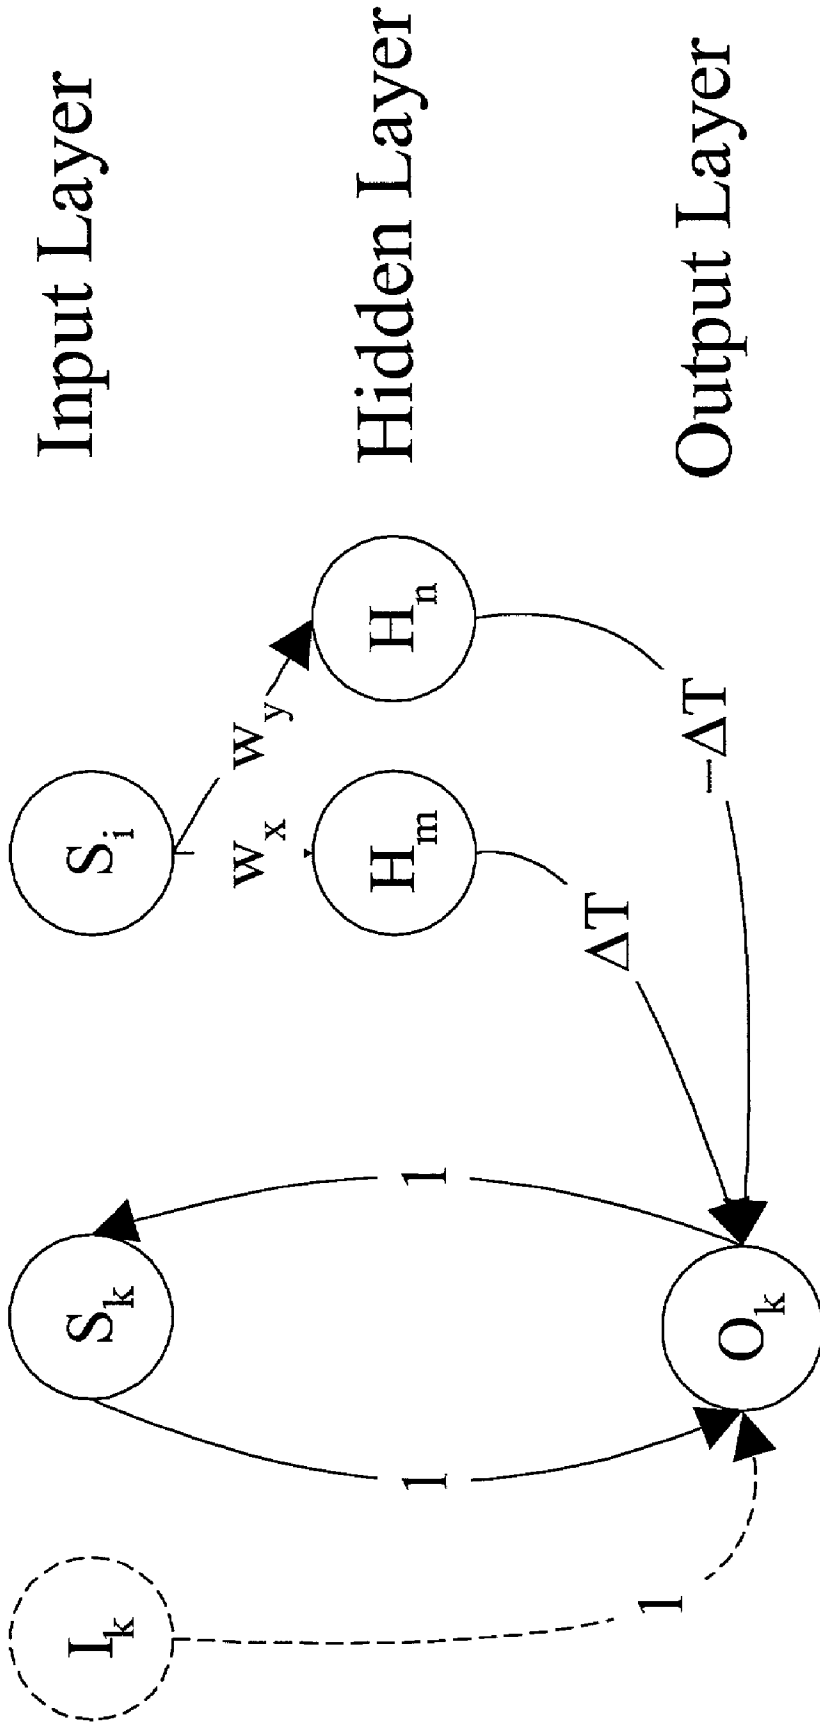 I_k S_k S_i Input Layer
w_x w_y
1 1 H_m H_n Hidden Layer
ΔT
1
−ΔT
O_k Output Layer